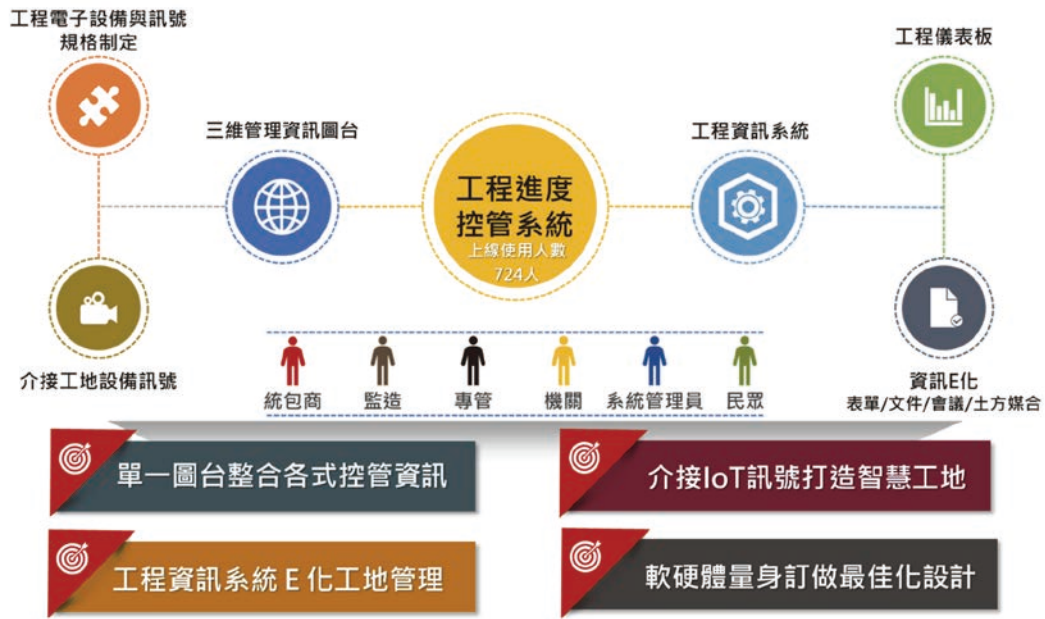 工程電子設備與訊號
規格制定
工程儀表板
三維管理資訊圖台
工程資訊系統
工程進度
控管系統
上線使用人數
724人
介接工地設備訊號
資訊E化
表單/文件/會議/土方媒合
統包商
監造
專管
機關
系統管理員
民眾
單一圖台整合各式控管資訊
介接IoT訊號打造智慧工地
工程資訊系統 E 化工地管理
軟硬體量身訂做最佳化設計